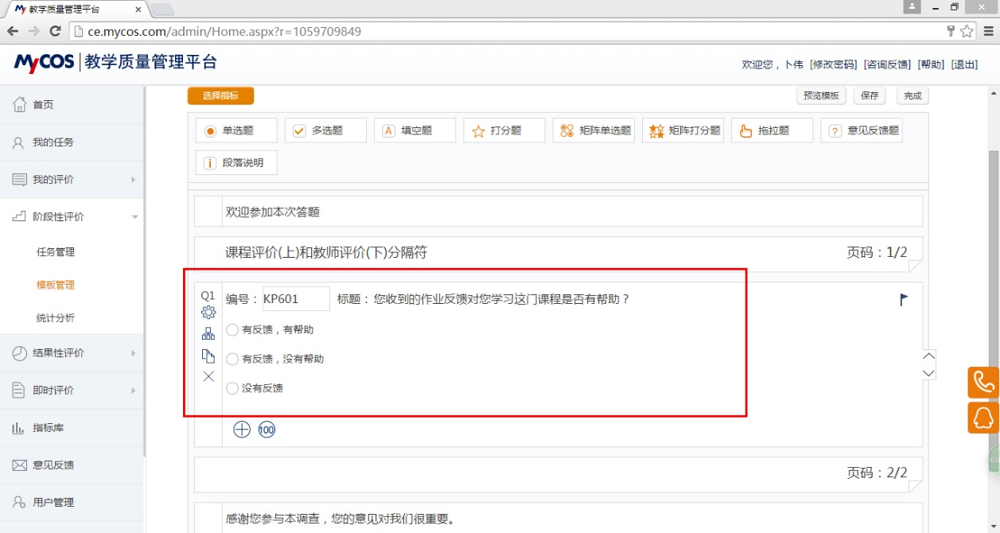 教学质量管理平台
ce.mycos.com/admin/Home.aspx?r=1059709849
MyCOS 教学质量管理平台
欢迎您，卜伟 [修改密码] [咨询反馈] [帮助] [退出]
首页
我的任务
我的评价
阶段性评价
任务管理
模板管理
统计分析
结果性评价
即时评价
指标库
意见反馈
用户管理
选择指标
预览模板 保存 完成
单选题 多选题 A 填空题 打分题 矩阵单选题 矩阵打分题 拖拉题 ? 意见反馈题
i 段落说明
欢迎参加本次答题
课程评价(上)和教师评价(下)分隔符 页码：1/2
Q1 编号：KP601 标题：您收到的作业反馈对您学习这门课程是否有帮助？
有反馈，有帮助
有反馈，没有帮助
没有反馈
100
页码：2/2
感谢您参与本调查，您的意见对我们很重要。